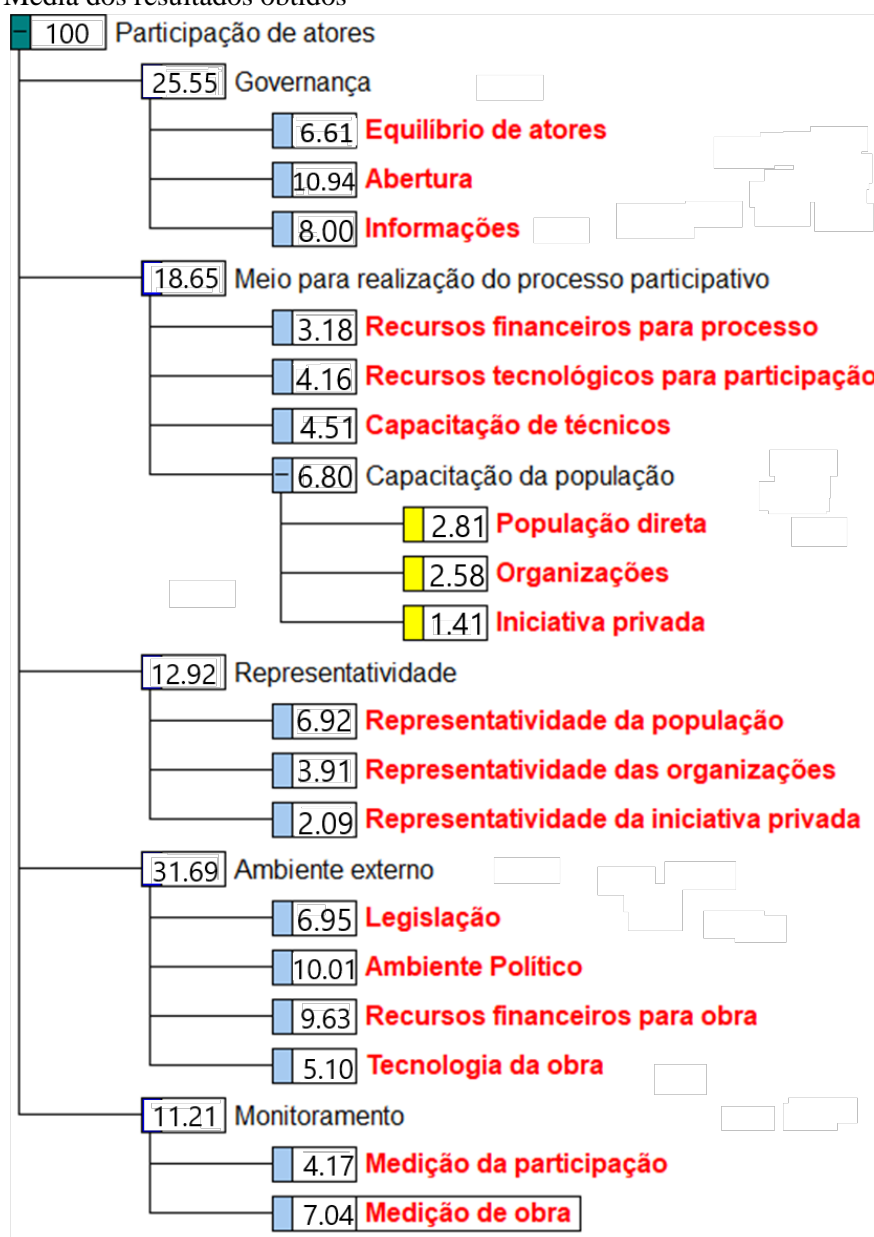 Média dos resultados obtidos
100 Participação de atores
25.55 Governança
6.61 Equilíbrio de atores
10.94 Abertura
8.00 Informações
18.65 Meio para realização do processo participativo
3.18 Recursos financeiros para processo
4.16 Recursos tecnológicos para participação
4.51 Capacitação de técnicos
6.80 Capacitação da população
2.81 População direta
2.58 Organizações
1.41 Iniciativa privada
12.92 Representatividade
6.92 Representatividade da população
3.91 Representatividade das organizações
2.09 Representatividade da iniciativa privada
31.69 Ambiente externo
6.95 Legislação
10.01 Ambiente Político
9.63 Recursos financeiros para obra
5.10 Tecnologia da obra
11.21 Monitoramento
4.17 Medição da participação
7.04 Medição de obra